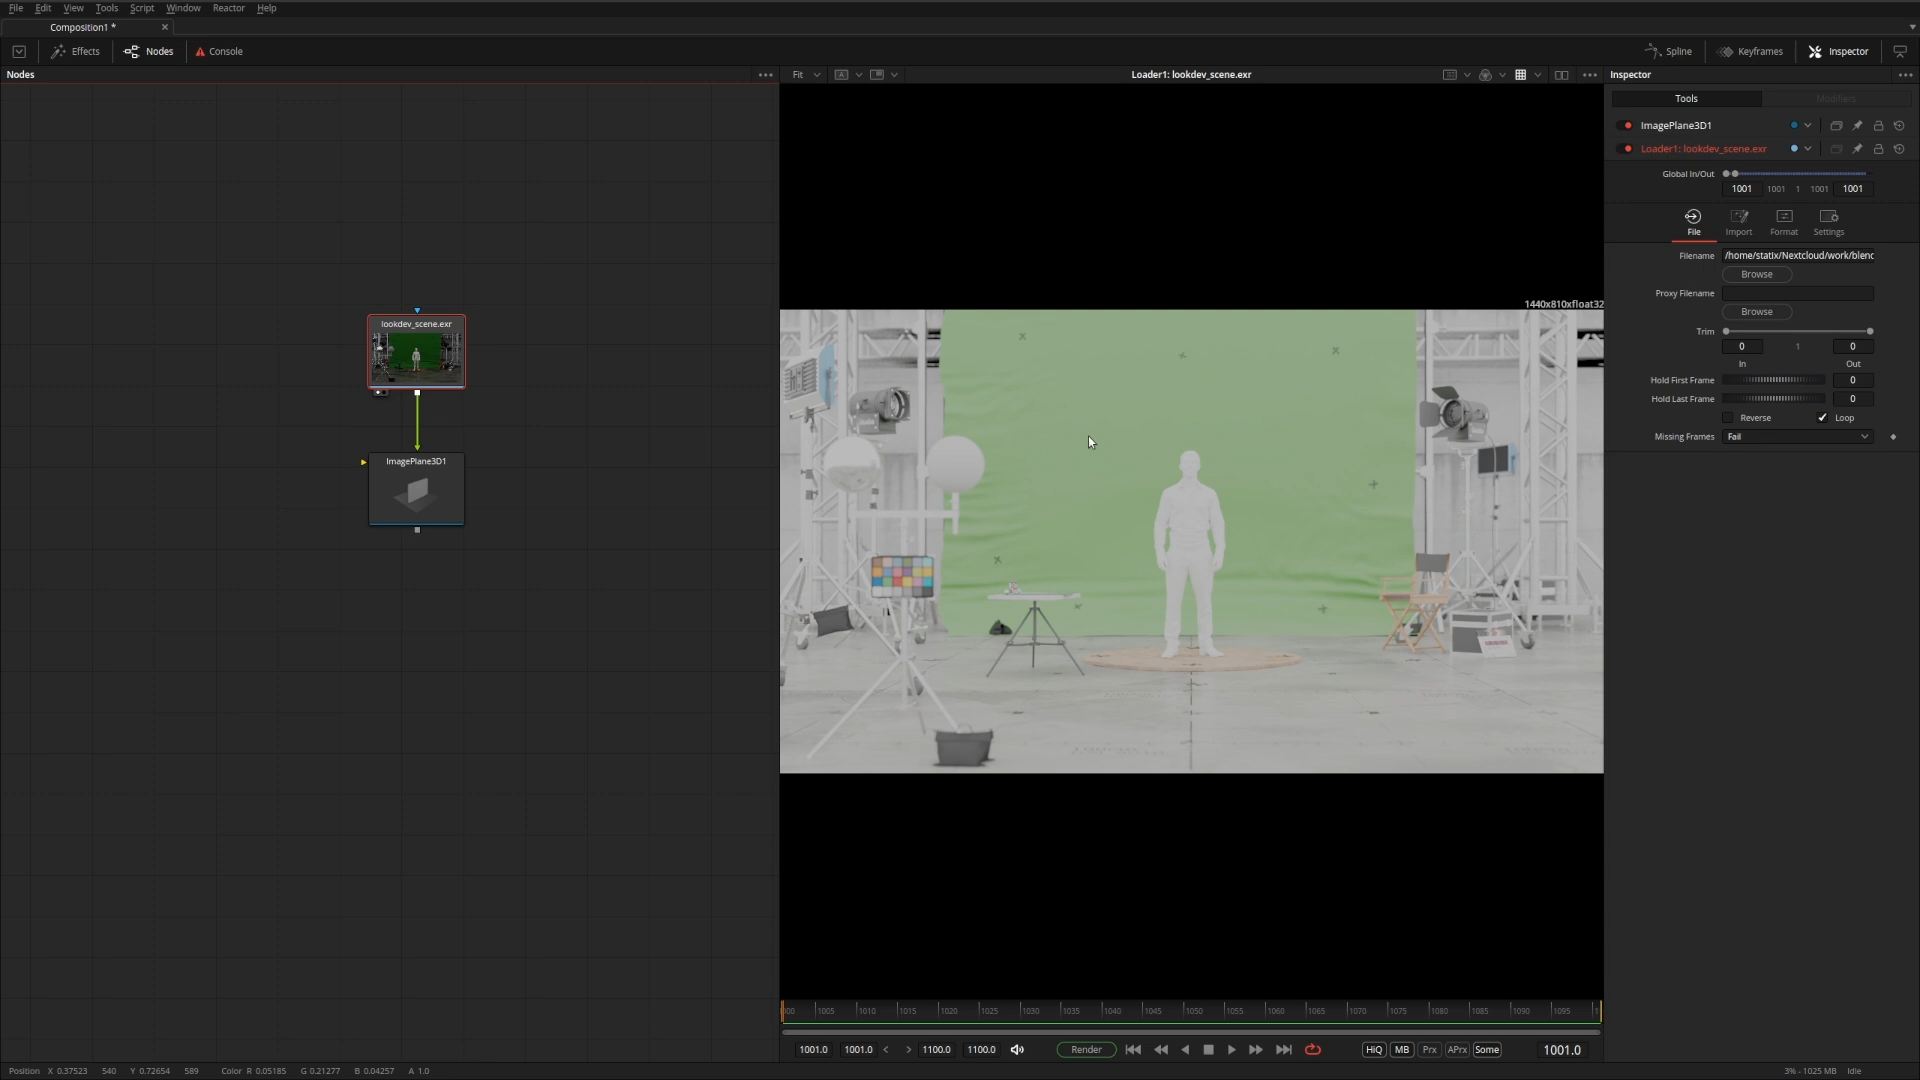 File Edit View Tools Script Window Reactor Help
Composition1 *
Effects Nodes Console Spline Keyframes Inspector
Nodes
Fit Loader1: lookdev_scene.exr
Inspector
Tools Modifiers
ImagePlane3D1
Loader1: lookdev_scene.exr
Global In/Out
1001 1001 1 1001 1001
File Import Format Settings
Filename /home/statix/Nextcloud/work/blenc
Browse
Proxy Filename
Browse
Trim
0 1 0
In Out
Hold First Frame 0
Hold Last Frame 0
Reverse Loop
Missing Frames Fail
1440x810xfloat32
lookdev_scene.exr
ImagePlane3D1
1005 1010 1015 1020 1025 1030 1035 1040 1045 1050 1055 1060 1065 1070 1075 1080 1085 1090 1095
1001.0 1001.0 < > 1100.0 1100.0 Render HiQ MB Prx APrx Some 1001.0
Position X 0.37523 540 Y 0.72654 589 Color R 0.05185 G 0.21277 B 0.04257 A 1.0 3% - 1025 MB Idle